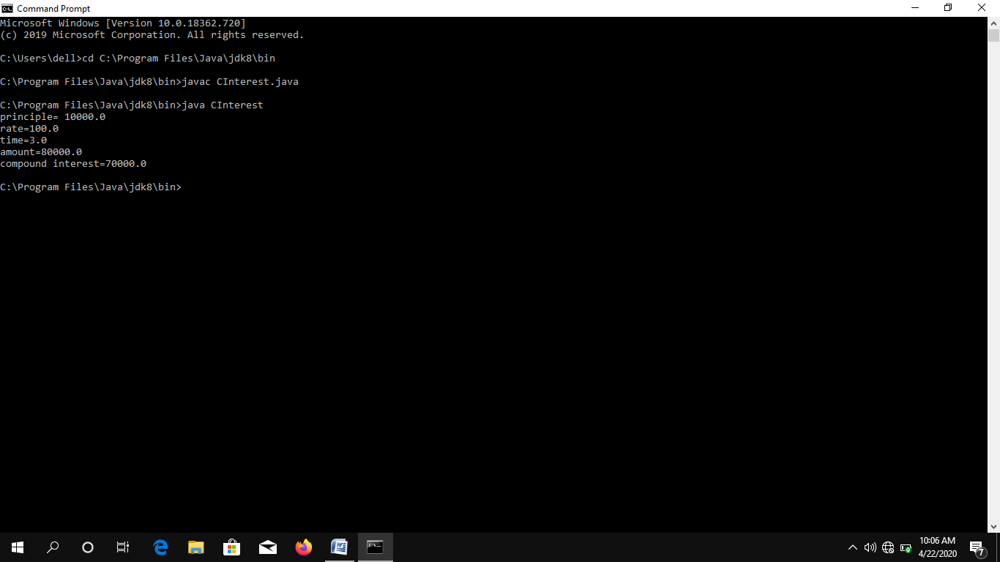 Command Prompt
Microsoft Windows [Version 10.0.18362.720]
(c) 2019 Microsoft Corporation. All rights reserved.
C:\Users\dell>cd C:\Program Files\Java\jdk8\bin
C:\Program Files\Java\jdk8\bin>javac CInterest.java
C:\Program Files\Java\jdk8\bin>java CInterest
principle= 10000.0
rate=100.0
time=3.0
amount=80000.0
compound interest=70000.0
C:\Program Files\Java\jdk8\bin>
10:06 AM
4/22/2020
7